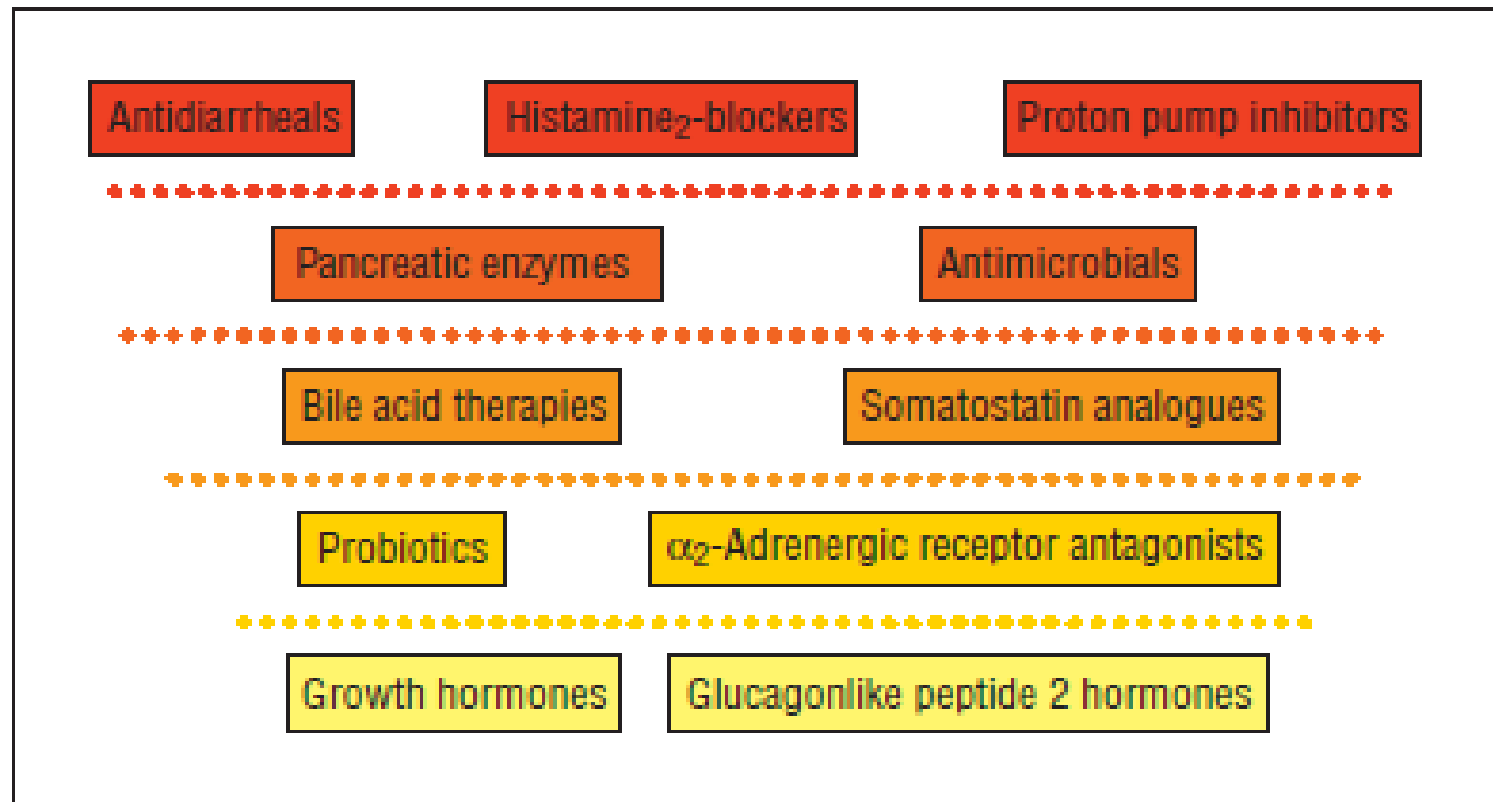 Antidiarrheals Histamine₂-blockers Proton pump inhibitors
Pancreatic enzymes Antimicrobials
Bile acid therapies Somatostatin analogues
Probiotics α₂-Adrenergic receptor antagonists
Growth hormones Glucagonlike peptide 2 hormones